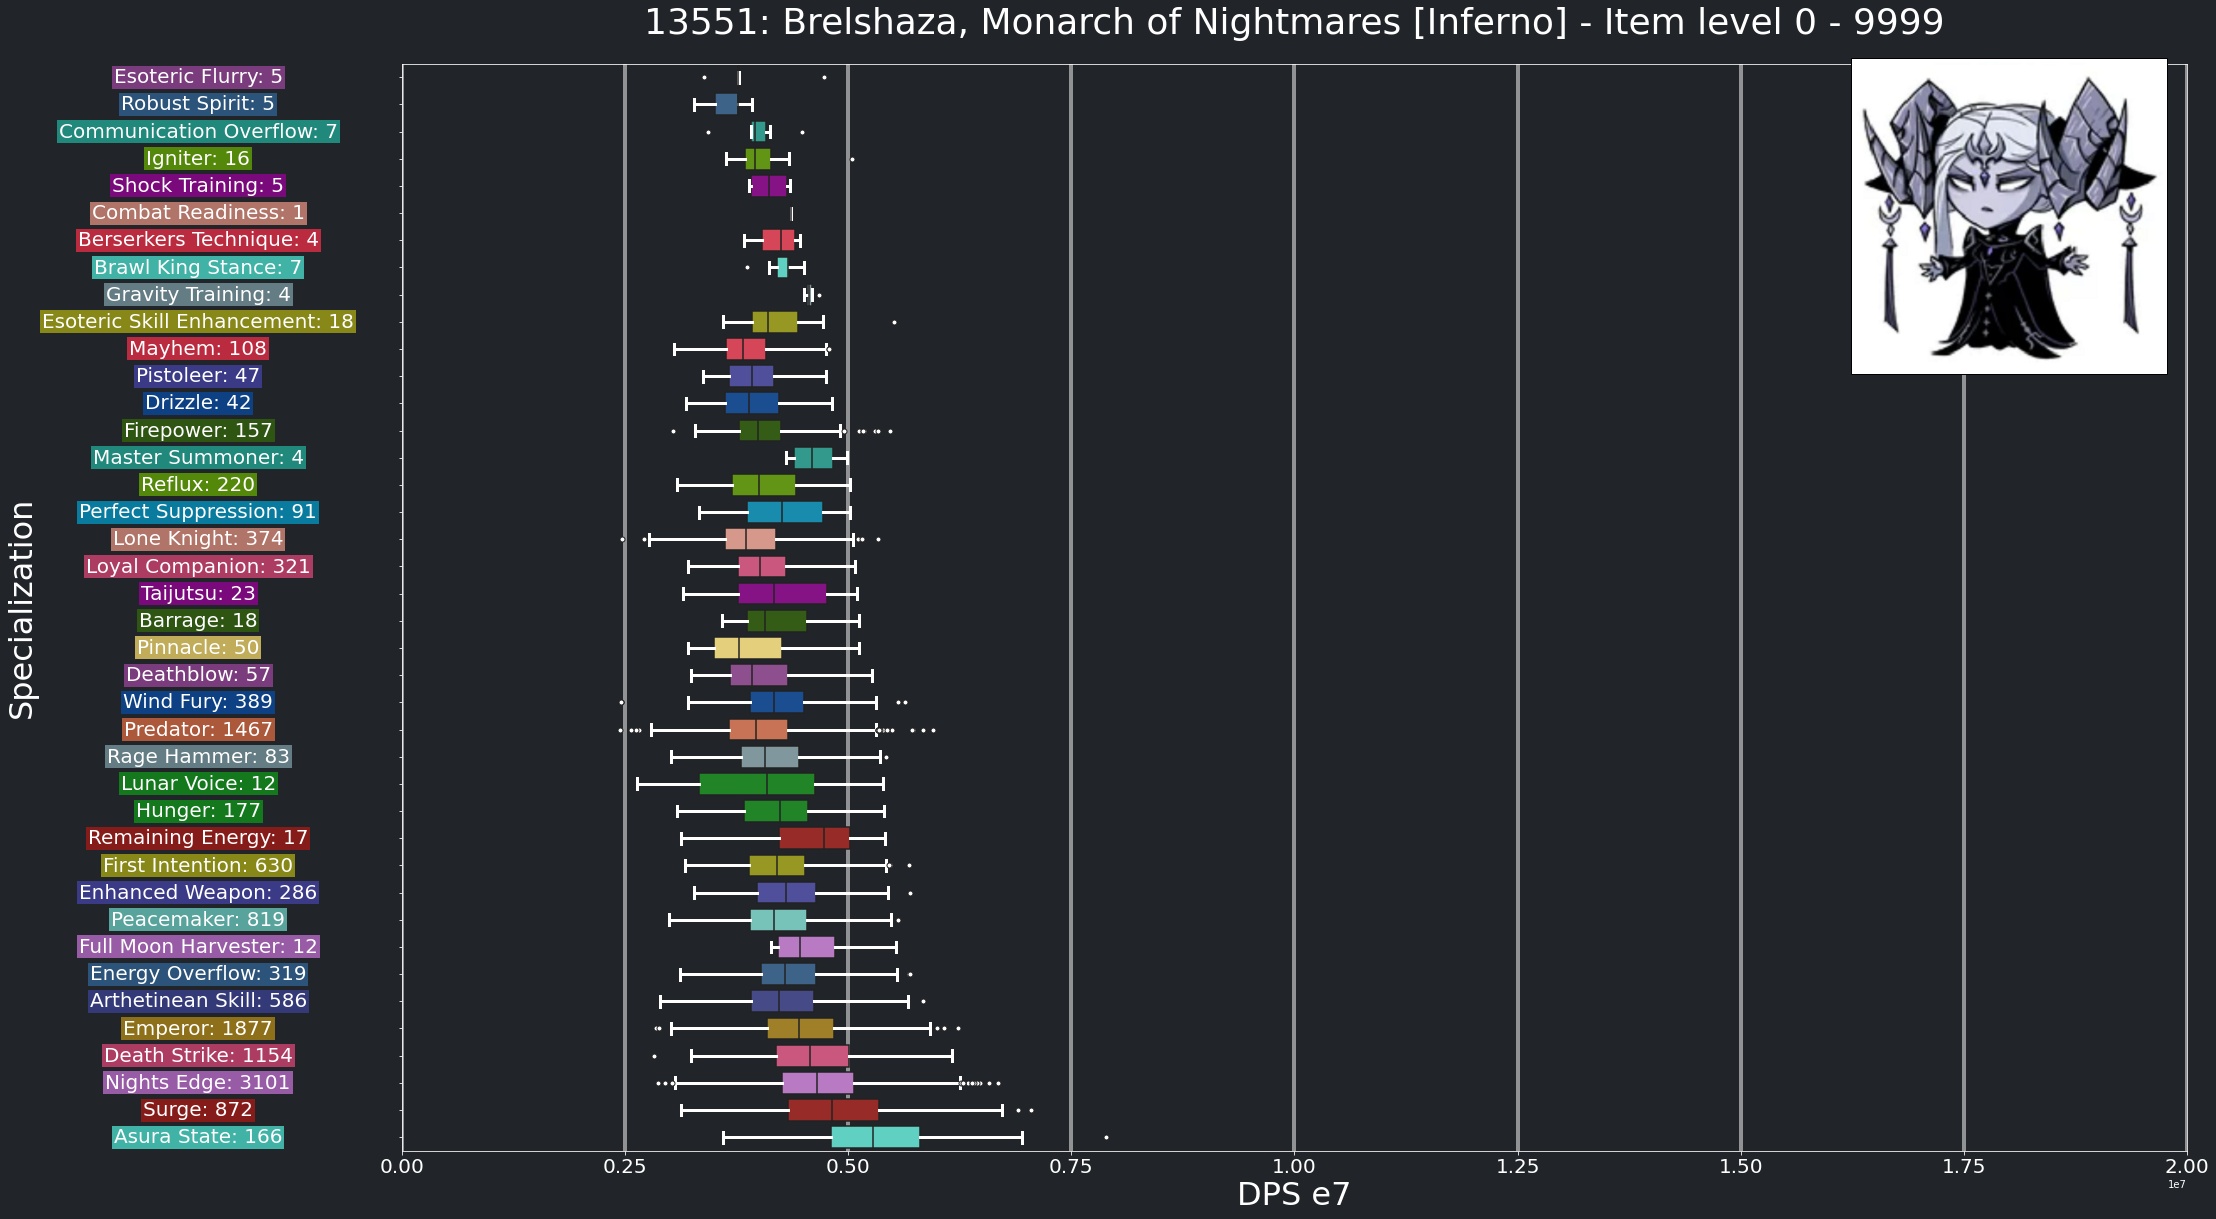 13551: Brelshaza, Monarch of Nightmares [Inferno] - Item level 0 - 9999
Esoteric Flurry: 5
Robust Spirit: 5
Communication Overflow: 7
Igniter: 16
Shock Training: 5
Combat Readiness: 1
Berserkers Technique: 4
Brawl King Stance: 7
Gravity Training: 4
Esoteric Skill Enhancement: 18
Mayhem: 108
Pistoleer: 47
Drizzle: 42
Firepower: 157
Master Summoner: 4
Reflux: 220
Perfect Suppression: 91
Lone Knight: 374
Loyal Companion: 321
Taijutsu: 23
Barrage: 18
Pinnacle: 50
Deathblow: 57
Wind Fury: 389
Predator: 1467
Rage Hammer: 83
Lunar Voice: 12
Hunger: 177
Remaining Energy: 17
First Intention: 630
Enhanced Weapon: 286
Peacemaker: 819
Full Moon Harvester: 12
Energy Overflow: 319
Arthetinean Skill: 586
Emperor: 1877
Death Strike: 1154
Nights Edge: 3101
Surge: 872
Asura State: 166
Specialization
0.00 0.25 0.50 0.75 1.00 1.25 1.50 1.75 2.00
1e7
DPS e7